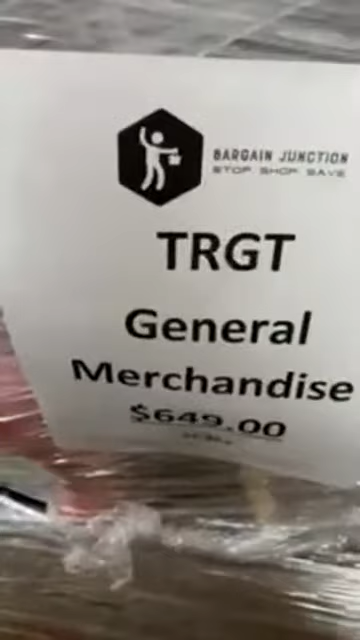 BARGAIN JUNCTION
STOP SHOP SAVE
TRGT
General
Merchandise
$649.00